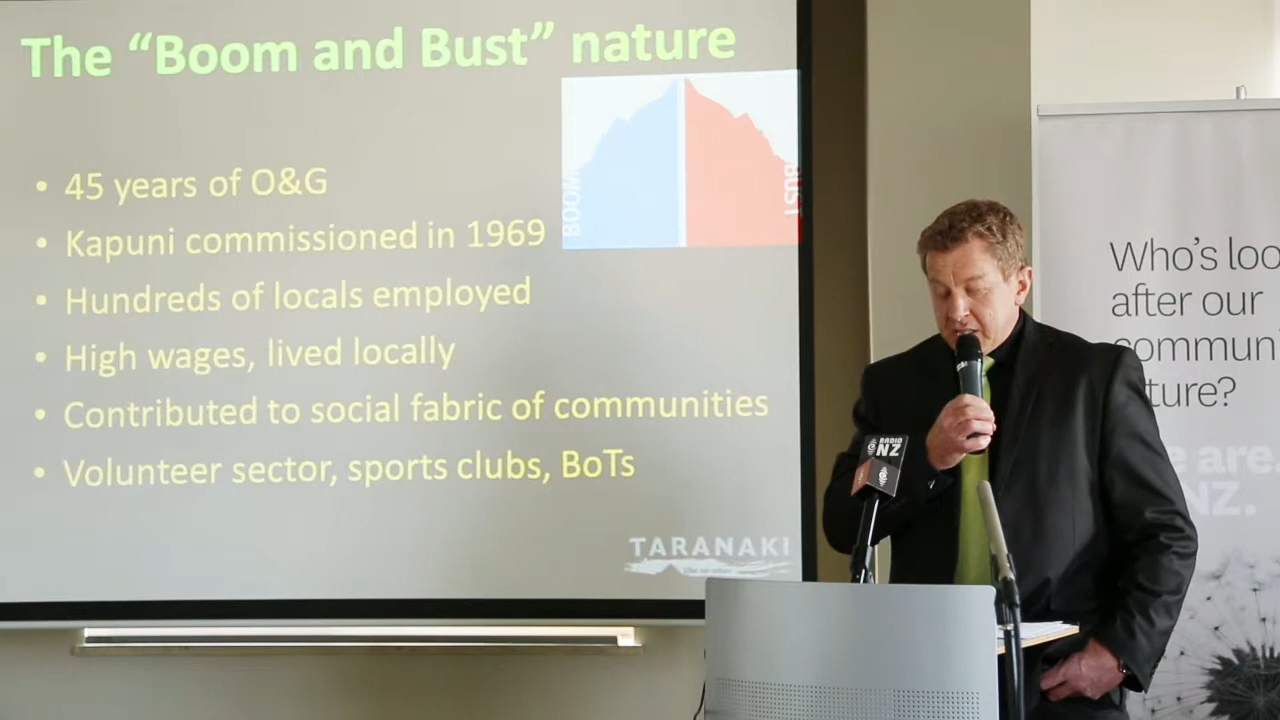 The “Boom and Bust” nature
BOOM
BUST
• 45 years of O&G
• Kapuni commissioned in 1969
• Hundreds of locals employed
• High wages, lived locally
• Contributed to social fabric of communities
• Volunteer sector, sports clubs, BoTs
TARANAKI
RADIO
NZ
Who's loo
after our
commun
ture?
e are
NZ.